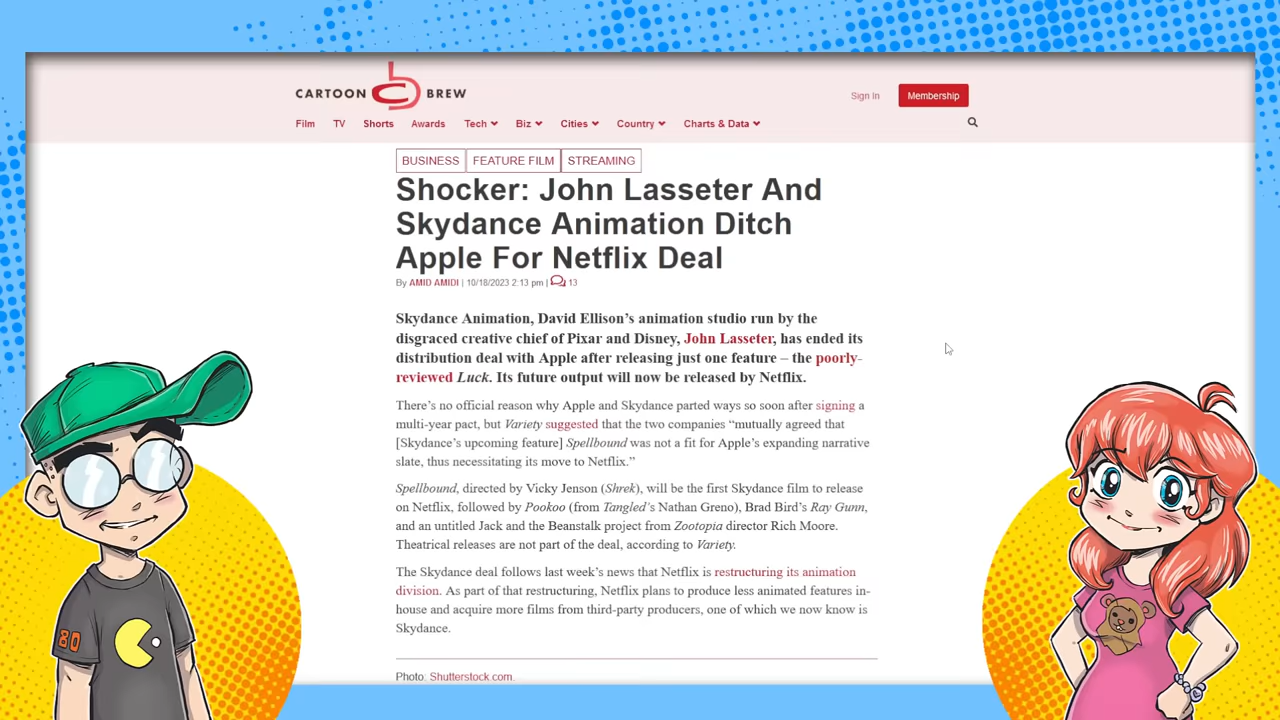 CARTOON BREW
Sign In
Membership
Film TV Shorts Awards Tech Biz Cities Country Charts & Data
BUSINESS FEATURE FILM STREAMING
Shocker: John Lasseter And
Skydance Animation Ditch
Apple For Netflix Deal
By AMID AMIDI | 10/18/2023 2:13 pm | 13
Skydance Animation, David Ellison’s animation studio run by the
disgraced creative chief of Pixar and Disney, John Lasseter, has ended its
distribution deal with Apple after releasing just one feature – the poorly-
reviewed Luck. Its future output will now be released by Netflix.
There’s no official reason why Apple and Skydance parted ways so soon after signing a
multi-year pact, but Variety suggested that the two companies “mutually agreed that
[Skydance’s upcoming feature] Spellbound was not a fit for Apple’s expanding narrative
slate, thus necessitating its move to Netflix.”
Spellbound, directed by Vicky Jenson (Shrek), will be the first Skydance film to release
on Netflix, followed by Pookoo (from Tangled’s Nathan Greno), Brad Bird’s Ray Gunn,
and an untitled Jack and the Beanstalk project from Zootopia director Rich Moore.
Theatrical releases are not part of the deal, according to Variety.
The Skydance deal follows last week’s news that Netflix is restructuring its animation
division. As part of that restructuring, Netflix plans to produce less animated features in-
house and acquire more films from third-party producers, one of which we now know is
Skydance.
Photo: Shutterstock.com.
80